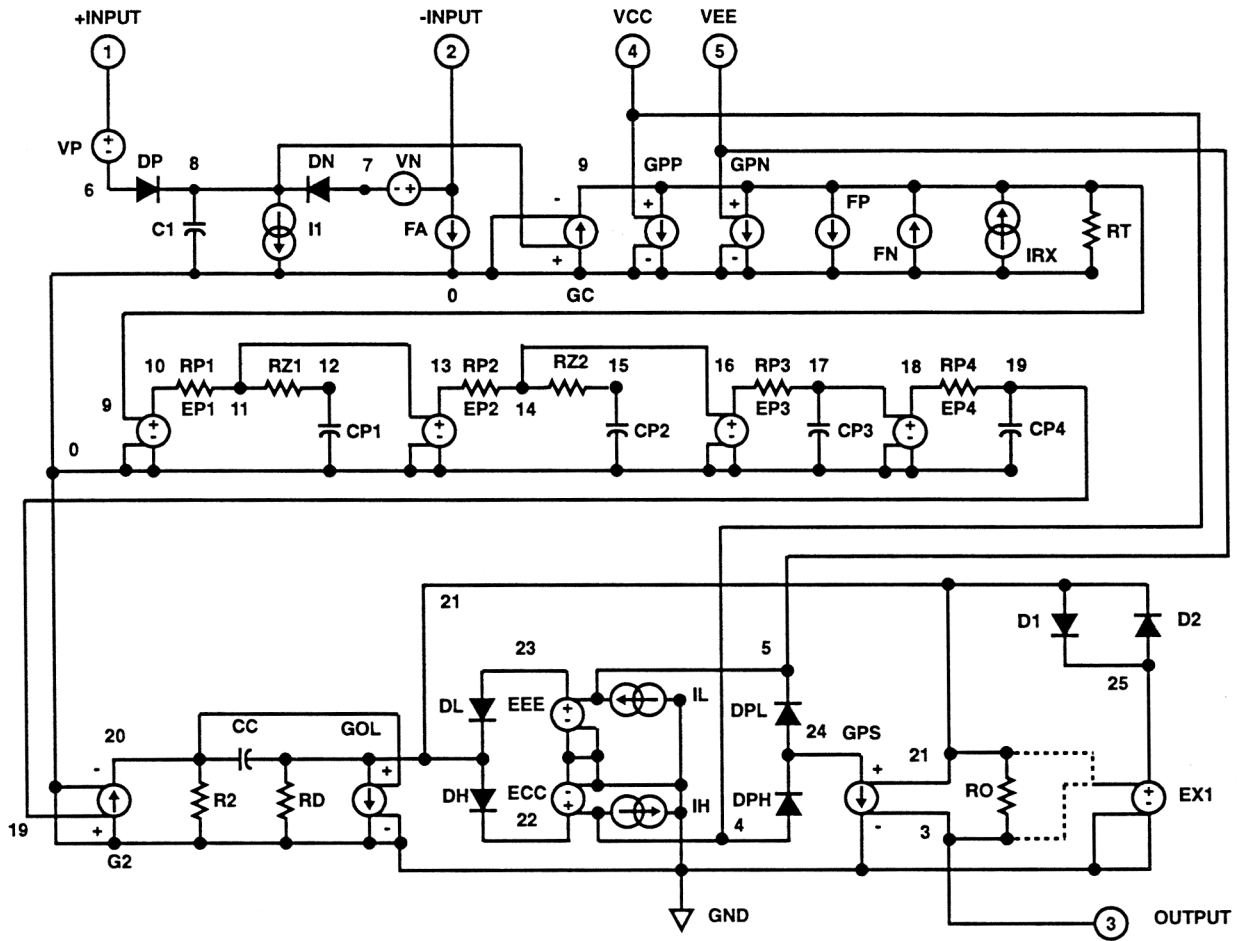 +INPUT -INPUT VCC VEE
1 2 4 5
VP + -
6 DP 8 DN 7 VN - + 9 GPP GPN
C1 I1 FA - + + + FP FN IRX RT
0 + GC - -
10 RP1 RZ1 12 13 RP2 RZ2 15 16 RP3 17 18 RP4 19
9 EP1 11 EP2 14 EP3 EP4
+ - CP1 + - CP2 + - CP3 + - CP4
0
21 D1 D2
23 5 25
DL EEE + - IL DPL
20 CC GOL 24 GPS 21
- R2 RD + DH ECC - + IH DPH + RO + - EX1
19 + - 22 4 - 3
G2
GND 3 OUTPUT